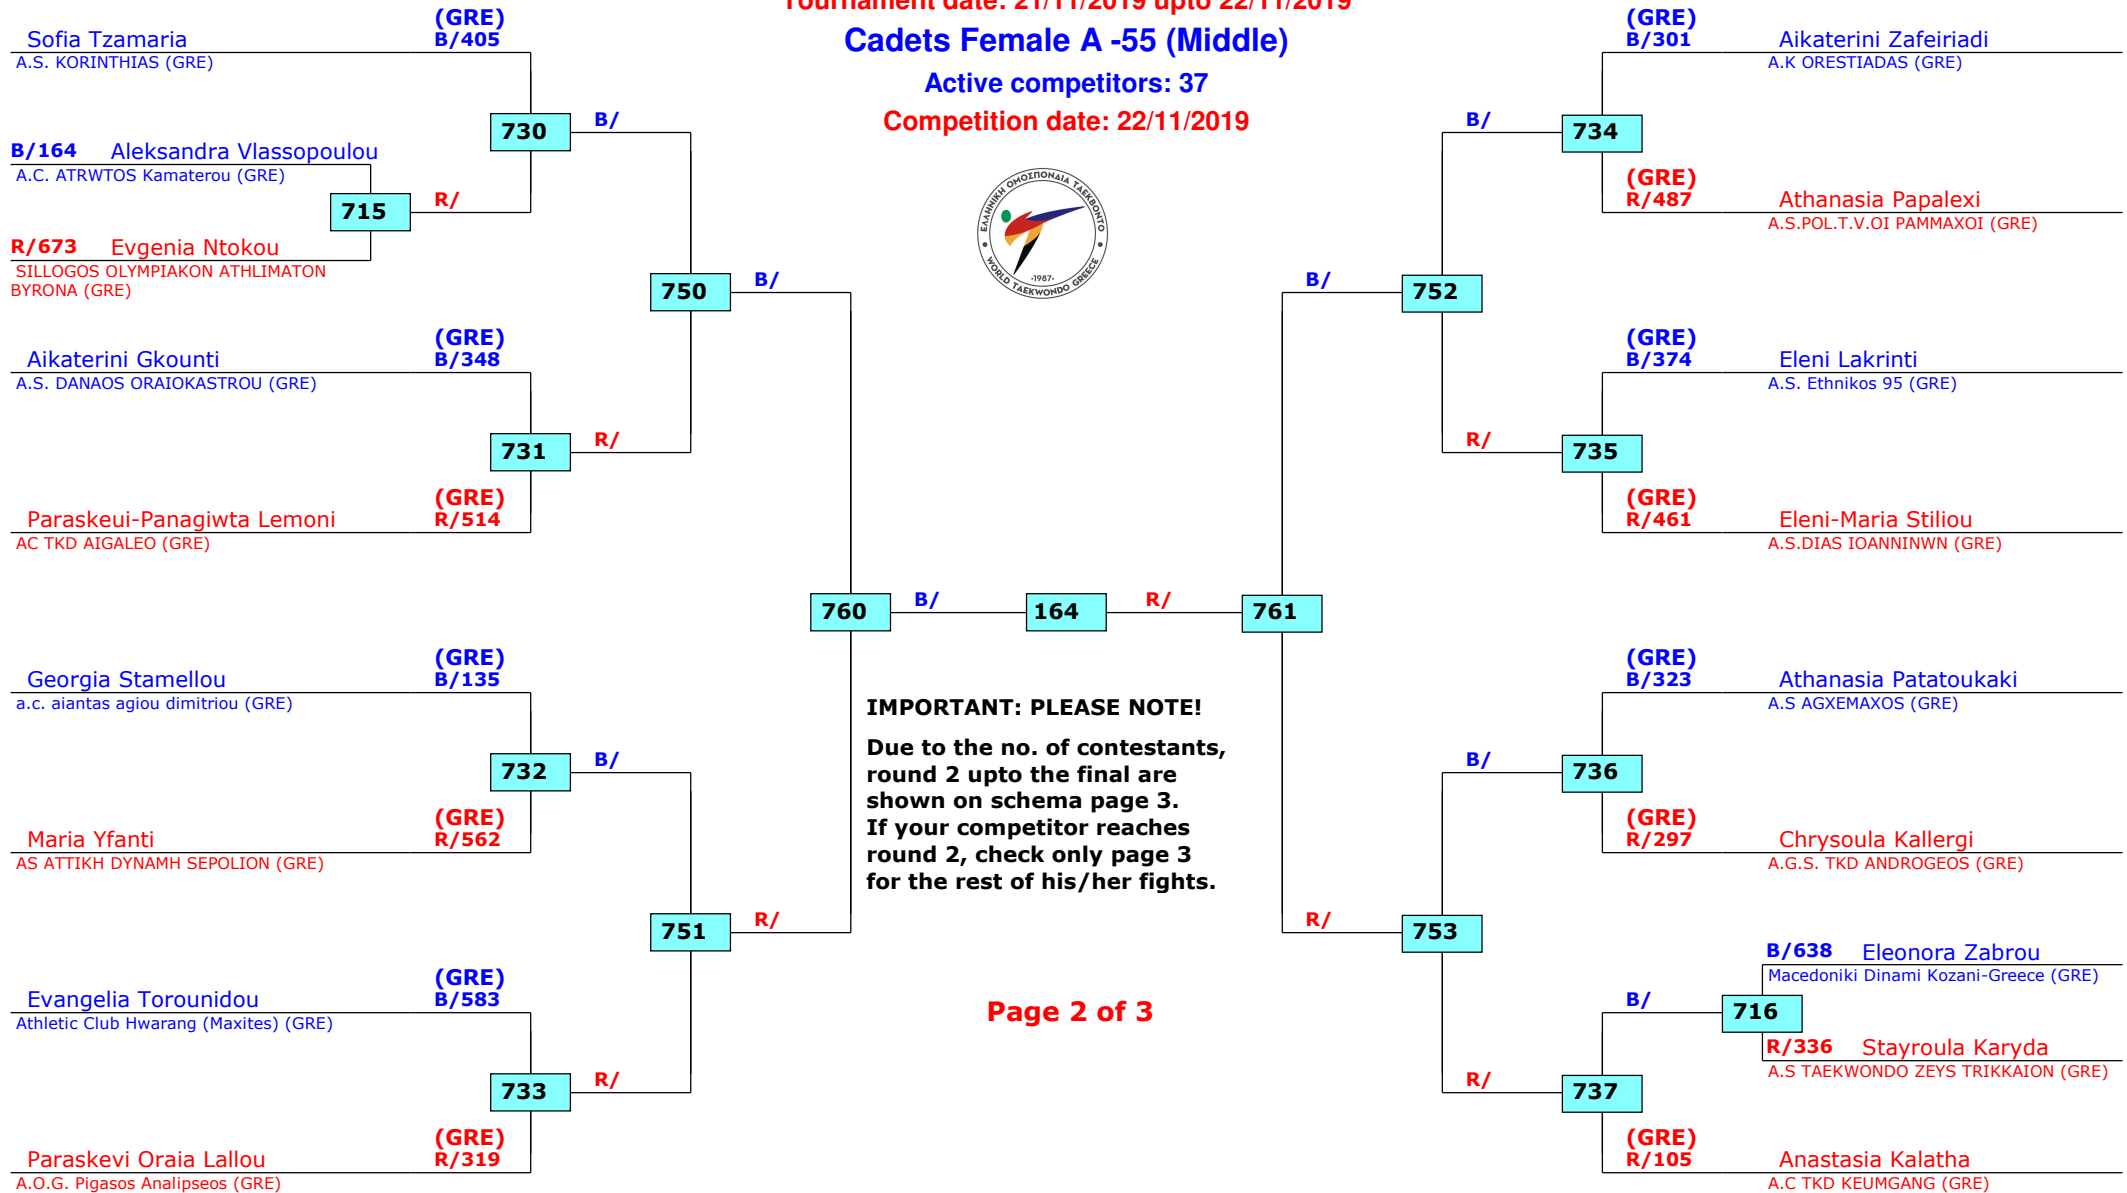 Tournament date: 21/11/2019 upto 22/11/2019
Cadets Female A -55 (Middle)
Active competitors: 37
Competition date: 22/11/2019
(GRE)
Sofia Tzamaria B/405
A.S. KORINTHIAS (GRE)
730
B/
B/164 Aleksandra Vlassopoulou
A.C. ATRWTOS Kamaterou (GRE)
715
R/
R/673 Evgenia Ntokou
SILLOGOS OLYMPIAKON ATHLIMATON
BYRONA (GRE)
750
B/
(GRE)
Aikaterini Gkounti B/348
A.S. DANAOS ORAIOKASTROU (GRE)
731
R/
(GRE)
Paraskeui-Panagiwta Lemoni R/514
AC TKD AIGALEO (GRE)
760
B/
164
R/
761
(GRE)
Georgia Stamellou B/135
a.c. aiantas agiou dimitriou (GRE)
732
B/
(GRE)
Maria Yfanti R/562
AS ATTIKH DYNAMH SEPOLION (GRE)
751
R/
(GRE)
Evangelia Torounidou B/583
Athletic Club Hwarang (Maxites) (GRE)
733
R/
(GRE)
Paraskevi Oraia Lallou R/319
A.O.G. Pigasos Analipseos (GRE)
ΕΛΛΗΝΙΚΗ ΟΜΟΣΠΟΝΔΙΑ ΤΑΕΚΒΟΝΤΟ
·1987·
WORLD TAEKWONDO GREECE
IMPORTANT: PLEASE NOTE!
Due to the no. of contestants,
round 2 upto the final are
shown on schema page 3.
If your competitor reaches
round 2, check only page 3
for the rest of his/her fights.
Page 2 of 3
(GRE)
B/301 Aikaterini Zafeiriadi
A.K ORESTIADAS (GRE)
B/
734
(GRE)
R/487 Athanasia Papalexi
A.S.POL.T.V.OI PAMMAXOI (GRE)
B/
752
(GRE)
B/374 Eleni Lakrinti
A.S. Ethnikos 95 (GRE)
R/
735
(GRE)
R/461 Eleni-Maria Stiliou
A.S.DIAS IOANNINWN (GRE)
(GRE)
B/323 Athanasia Patatoukaki
A.S AGXEMAXOS (GRE)
B/
736
(GRE)
R/297 Chrysoula Kallergi
A.G.S. TKD ANDROGEOS (GRE)
R/
753
B/638 Eleonora Zabrou
Macedoniki Dinami Kozani-Greece (GRE)
B/
716
R/336 Stayroula Karyda
A.S TAEKWONDO ZEYS TRIKKAION (GRE)
R/
737
(GRE)
R/105 Anastasia Kalatha
A.C TKD KEUMGANG (GRE)